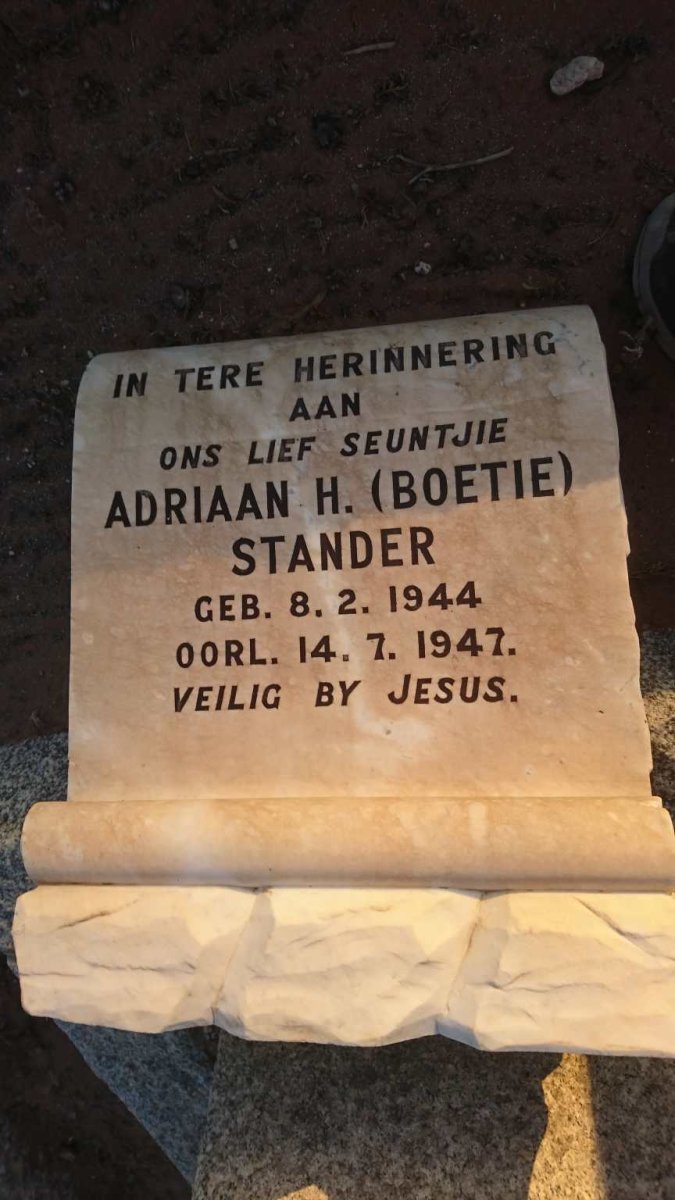 IN TERE HERINNERING
AAN
ONS LIEF SEUNTJIE
ADRIAAN H. (BOETIE)
STANDER
GEB. 8. 2. 1944
OORL. 14. 7. 1947.
VEILIG BY JESUS.